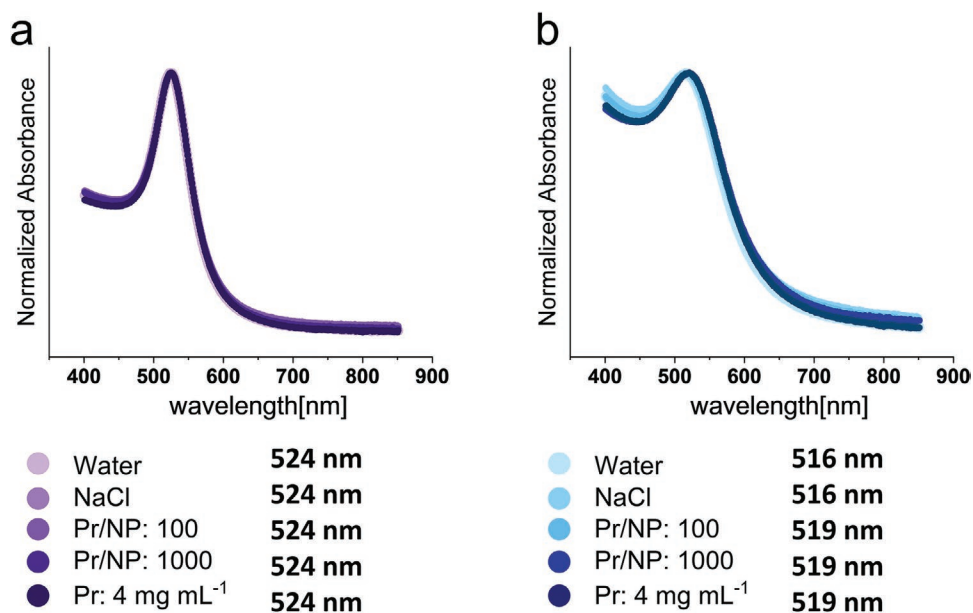 a
b
Normalized Absorbance
Normalized Absorbance
400 500 600 700 800 900
400 500 600 700 800 900
wavelength[nm]
wavelength[nm]
Water 524 nm
NaCl 524 nm
Pr/NP: 100 524 nm
Pr/NP: 1000 524 nm
Pr: 4 mg mL⁻¹ 524 nm
Water 516 nm
NaCl 516 nm
Pr/NP: 100 519 nm
Pr/NP: 1000 519 nm
Pr: 4 mg mL⁻¹ 519 nm